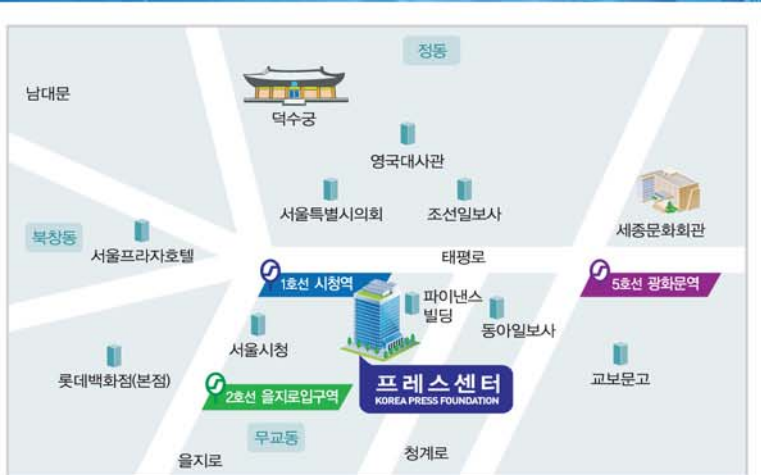 정동
남대문
덕수궁
영국대사관
서울특별시의회
조선일보사
세종문화회관
북창동
서울프라자호텔
태평로
1호선 시청역
5호선 광화문역
파이낸스
빌딩
동아일보사
서울시청
롯데백화점(본점)
프레스센터
KOREA PRESS FOUNDATION
교보문고
2호선 을지로입구역
무교동
을지로
청계로